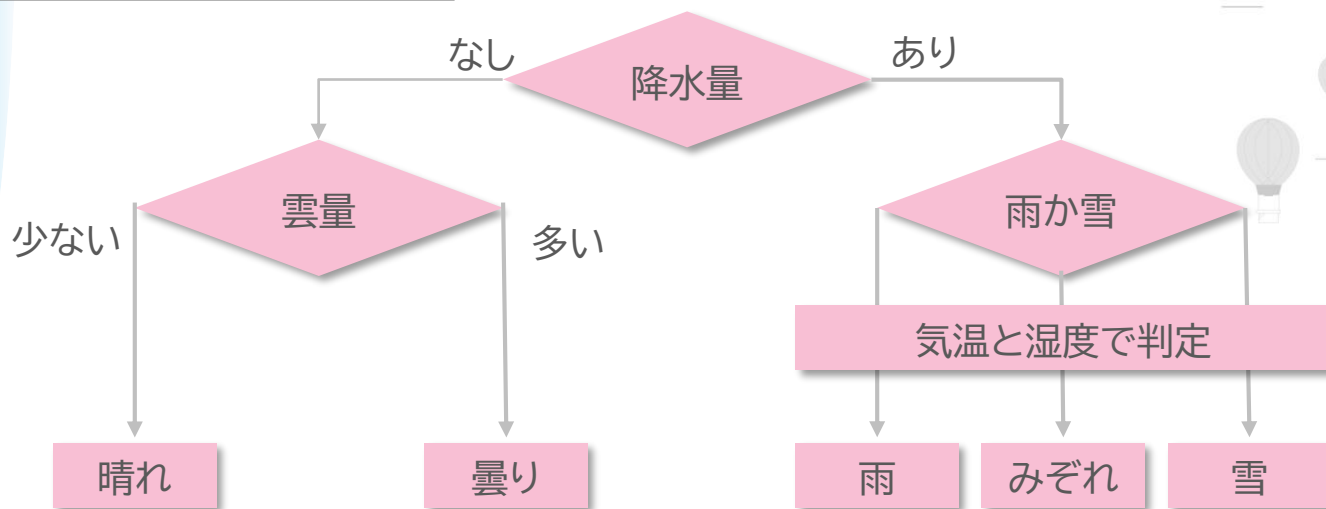 なし
あり
降水量
雲量
雨か雪
少ない
多い
気温と湿度で判定
晴れ
曇り
雨
みぞれ
雪